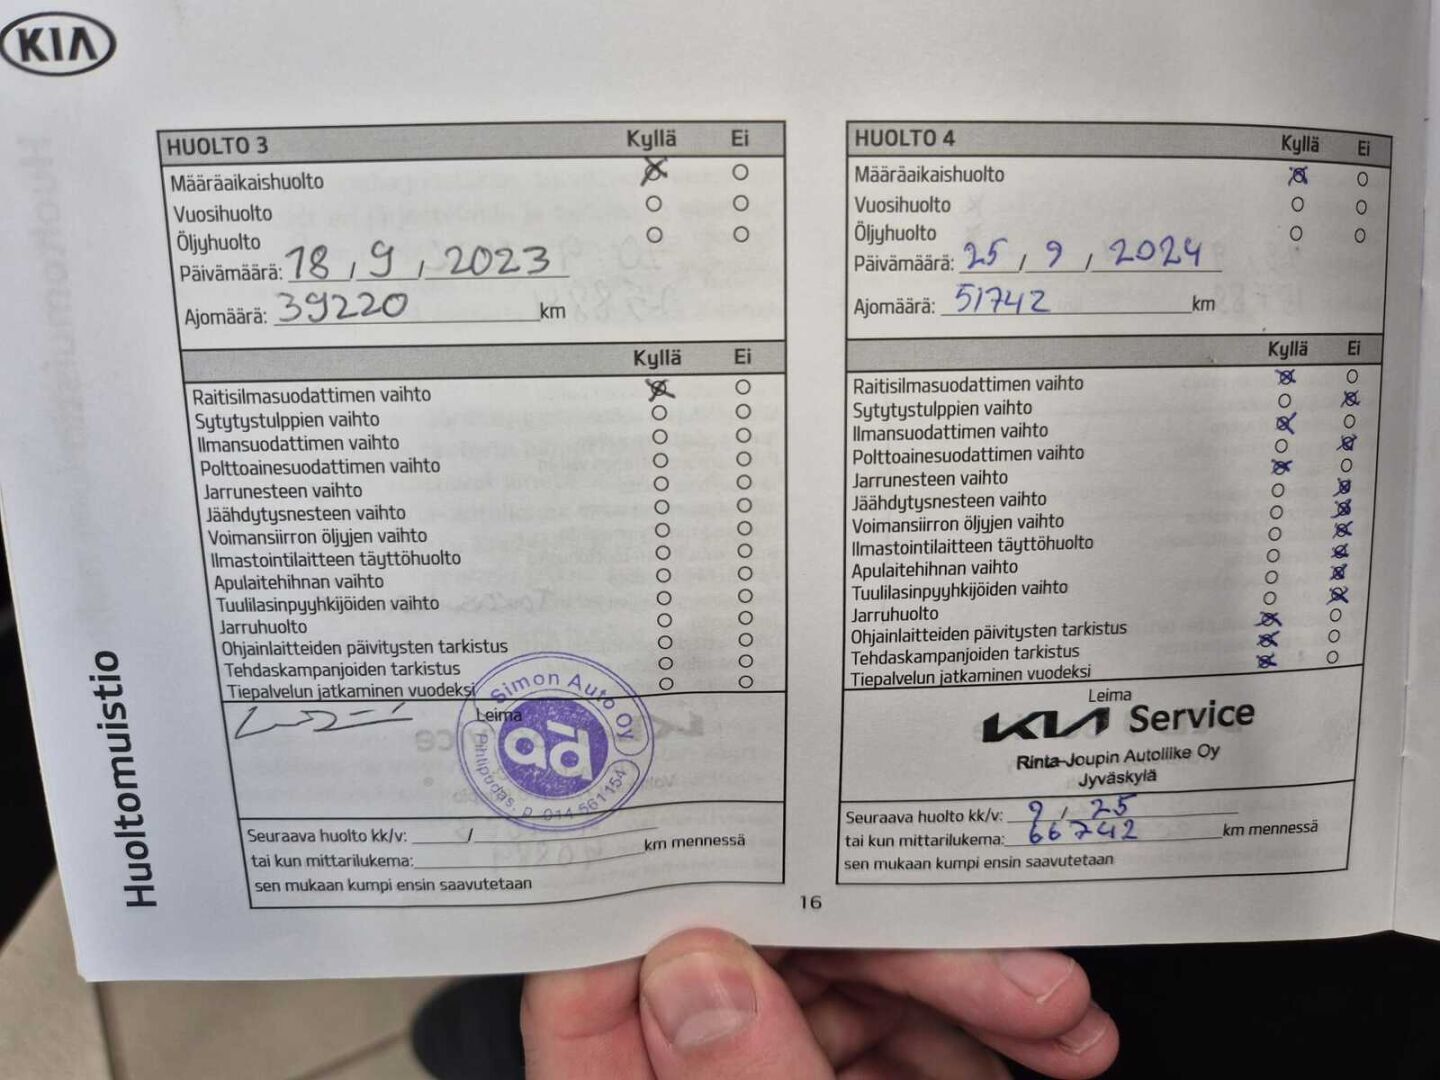 KIA
Huoltomuistio
HUOLTO 3 Kyllä Ei
Määräaikaishuolto
Vuosihuolto
Öljyhuolto
Päivämäärä: 18 / 9 / 2023
Ajomäärä: 39220 km
Kyllä Ei
Raitisilmasuodattimen vaihto
Sytytystulppien vaihto
Ilmansuodattimen vaihto
Polttoainesuodattimen vaihto
Jarrunesteen vaihto
Jäähdytysnesteen vaihto
Voimansiirron öljyjen vaihto
Ilmastointilaitteen täyttöhuolto
Apulaitehihnan vaihto
Tuulilasinpyyhkijöiden vaihto
Jarruhuolto
Ohjainlaitteiden päivitysten tarkistus
Tehdaskampanjoiden tarkistus
Tiepalvelun jatkaminen vuodeksi
Leima
Simon Auto Oy
Pihtipudas, p. 014 561154
Seuraava huolto kk/v: /
tai kun mittarilukema: km mennessä
sen mukaan kumpi ensin saavutetaan
HUOLTO 4 Kyllä Ei
Määräaikaishuolto
Vuosihuolto
Öljyhuolto
Päivämäärä: 25 / 9 / 2024
Ajomäärä: 51742 km
Kyllä Ei
Raitisilmasuodattimen vaihto
Sytytystulppien vaihto
Ilmansuodattimen vaihto
Polttoainesuodattimen vaihto
Jarrunesteen vaihto
Jäähdytysnesteen vaihto
Voimansiirron öljyjen vaihto
Ilmastointilaitteen täyttöhuolto
Apulaitehihnan vaihto
Tuulilasinpyyhkijöiden vaihto
Jarruhuolto
Ohjainlaitteiden päivitysten tarkistus
Tehdaskampanjoiden tarkistus
Tiepalvelun jatkaminen vuodeksi
Leima
KIA Service
Rinta-Joupin Autoliike Oy
Jyväskylä
Seuraava huolto kk/v: 9 / 25
tai kun mittarilukema: 66742 km mennessä
sen mukaan kumpi ensin saavutetaan
16